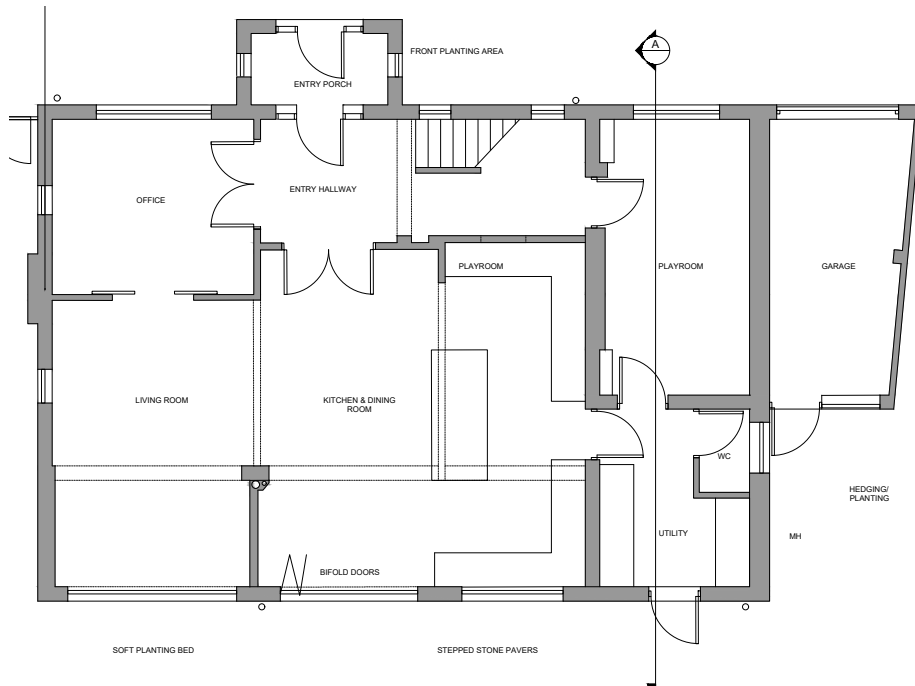 FRONT PLANTING AREA
A
ENTRY PORCH
OFFICE
ENTRY HALLWAY
PLAYROOM
PLAYROOM
GARAGE
LIVING ROOM
KITCHEN & DINING
ROOM
WC
HEDGING/
PLANTING
UTILITY
MH
BIFOLD DOORS
SOFT PLANTING BED
STEPPED STONE PAVERS